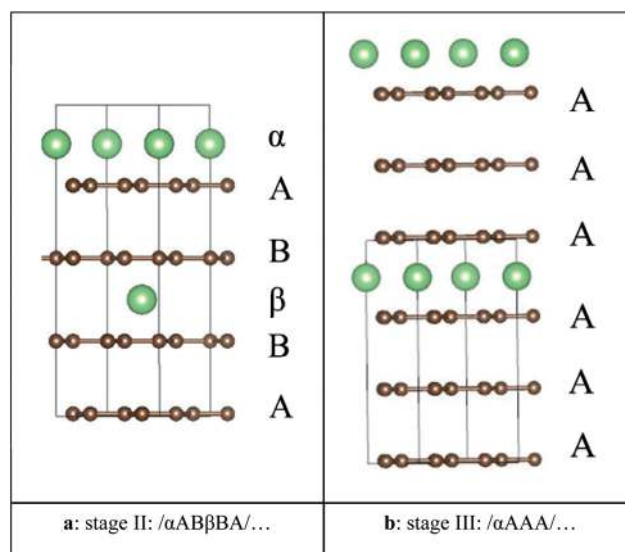 α
A
B
β
B
A
A
A
A
A
A
A
a: stage II: /αABβBA/…
b: stage III: /αAAA/…